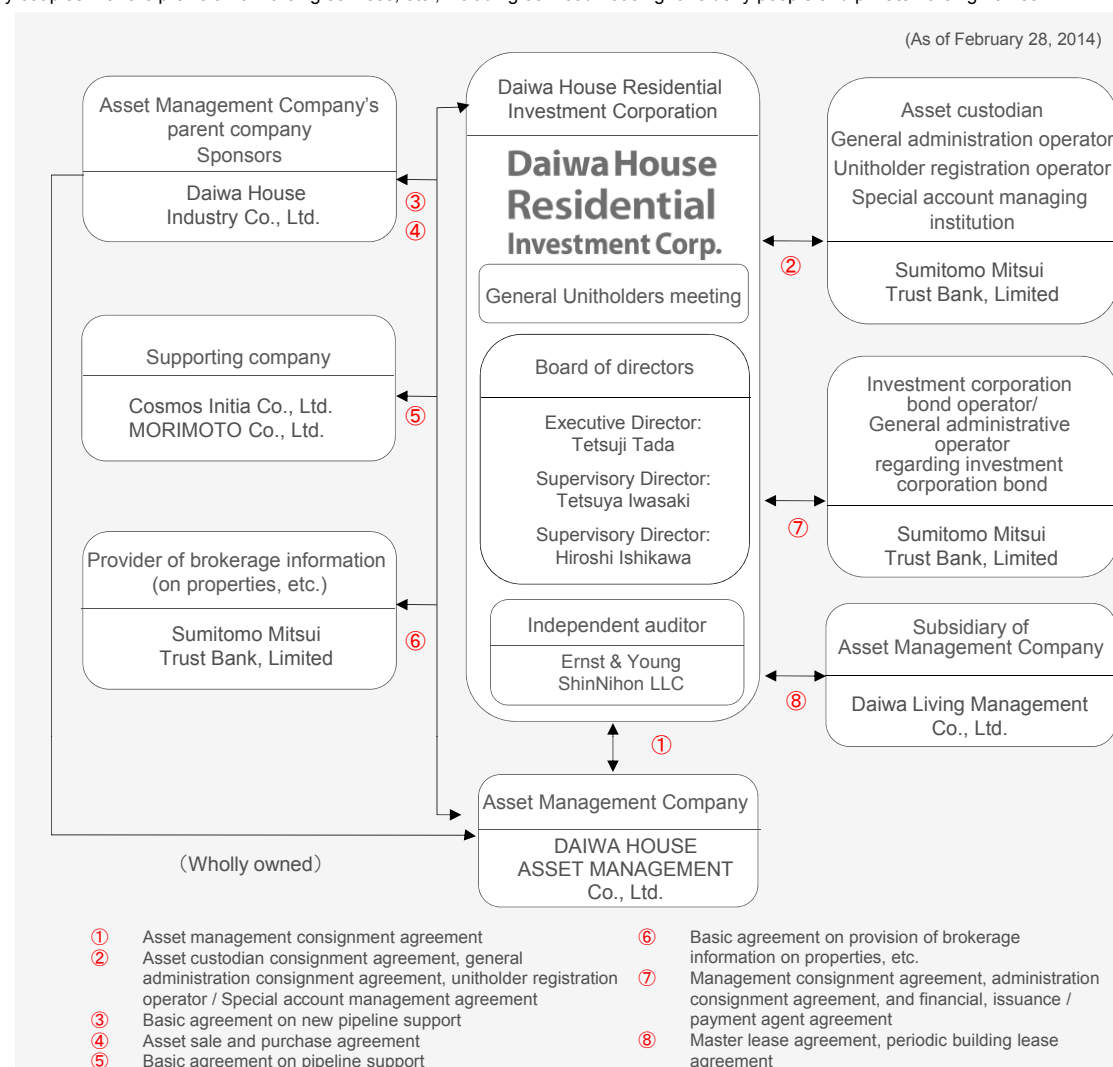 (As of February 28, 2014)
Asset Management Company's
parent company
Sponsors
Daiwa House
Industry Co., Ltd.
③
④
Supporting company
Cosmos Initia Co., Ltd.
MORIMOTO Co., Ltd.
⑤
Provider of brokerage information
(on properties, etc.)
Sumitomo Mitsui
Trust Bank, Limited
⑥
Daiwa House Residential
Investment Corporation
Daiwa House
Residential
Investment Corp.
General Unitholders meeting
Board of directors
Executive Director:
Tetsuji Tada
Supervisory Director:
Tetsuya Iwasaki
Supervisory Director:
Hiroshi Ishikawa
Independent auditor
Ernst & Young
ShinNihon LLC
①
Asset Management Company
DAIWA HOUSE
ASSET MANAGEMENT
Co., Ltd.
(Wholly owned)
Asset custodian
General administration operator
Unitholder registration operator
Special account managing
institution
Sumitomo Mitsui
Trust Bank, Limited
②
Investment corporation
bond operator/
General administrative
operator
regarding investment
corporation bond
Sumitomo Mitsui
Trust Bank, Limited
⑦
Subsidiary of
Asset Management Company
Daiwa Living Management
Co., Ltd.
⑧
① Asset management consignment agreement
② Asset custodian consignment agreement, general
administration consignment agreement, unitholder registration
operator / Special account management agreement
③ Basic agreement on new pipeline support
④ Asset sale and purchase agreement
⑤ Basic agreement on pipeline support
⑥ Basic agreement on provision of brokerage
information on properties, etc.
⑦ Management consignment agreement, administration
consignment agreement, and financial, issuance /
payment agent agreement
⑧ Master lease agreement, periodic building lease
agreement